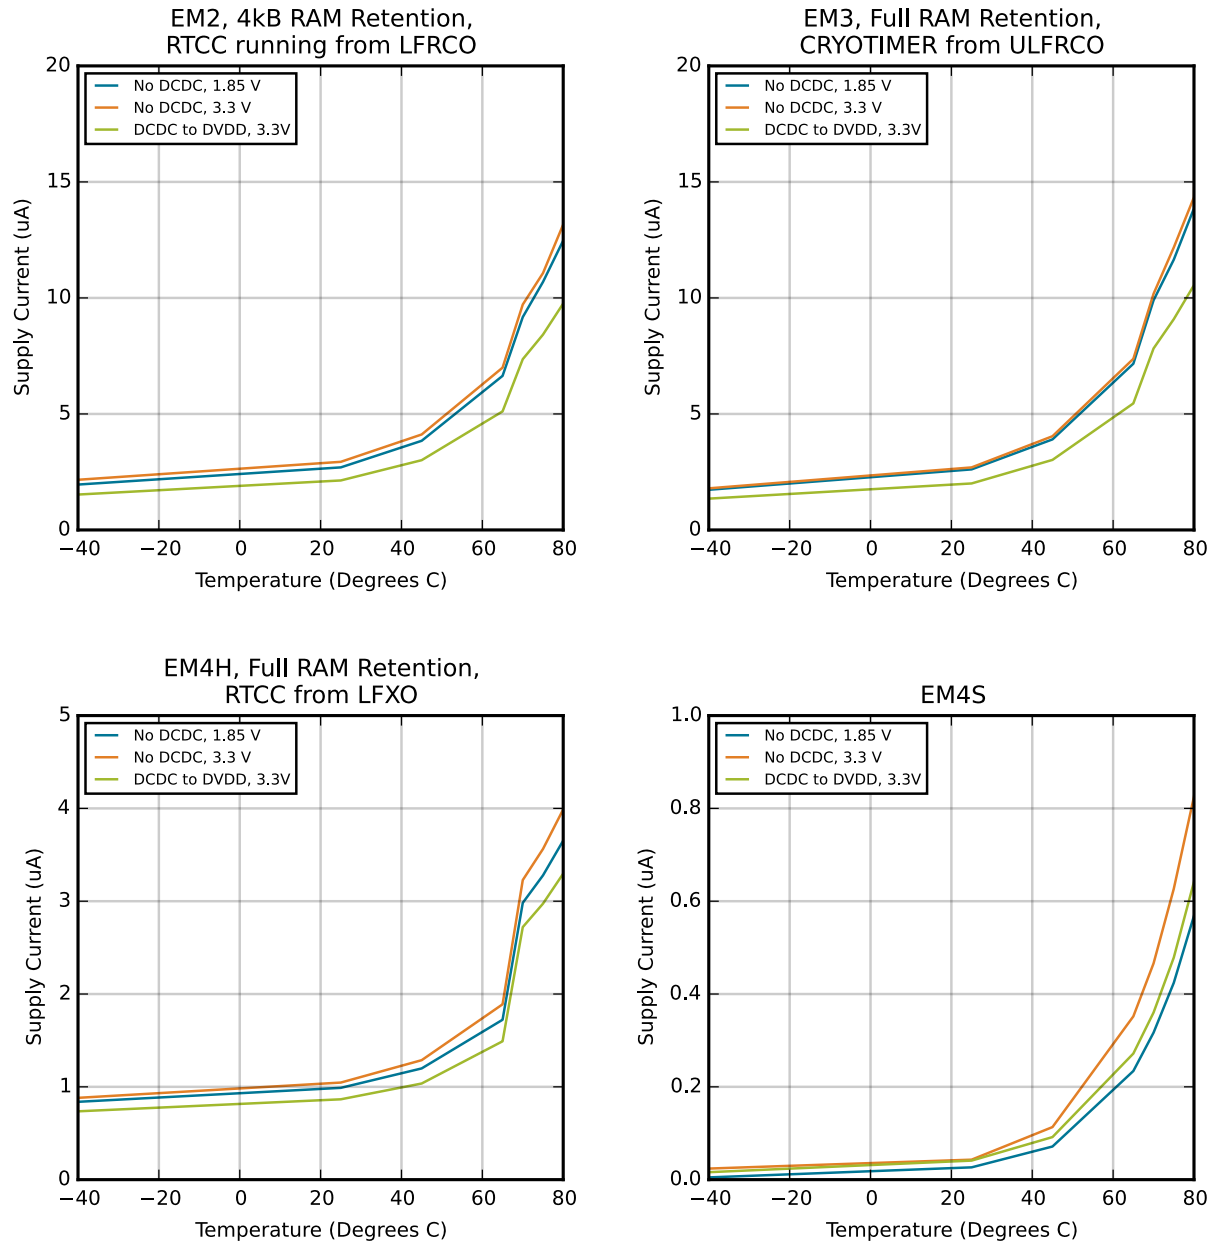 EM2, 4kB RAM Retention,
RTCC running from LFRCO
20
15
10
5
0
Supply Current (uA)
No DCDC, 1.85 V
No DCDC, 3.3 V
DCDC to DVDD, 3.3V
−40
−20
0
20
40
60
80
Temperature (Degrees C)
EM3, Full RAM Retention,
CRYOTIMER from ULFRCO
20
15
10
5
0
Supply Current (uA)
No DCDC, 1.85 V
No DCDC, 3.3 V
DCDC to DVDD, 3.3V
−40
−20
0
20
40
60
80
Temperature (Degrees C)
EM4H, Full RAM Retention,
RTCC from LFXO
5
4
3
2
1
0
Supply Current (uA)
No DCDC, 1.85 V
No DCDC, 3.3 V
DCDC to DVDD, 3.3V
−40
−20
0
20
40
60
80
Temperature (Degrees C)
EM4S
1.0
0.8
0.6
0.4
0.2
0.0
Supply Current (uA)
No DCDC, 1.85 V
No DCDC, 3.3 V
DCDC to DVDD, 3.3V
−40
−20
0
20
40
60
80
Temperature (Degrees C)